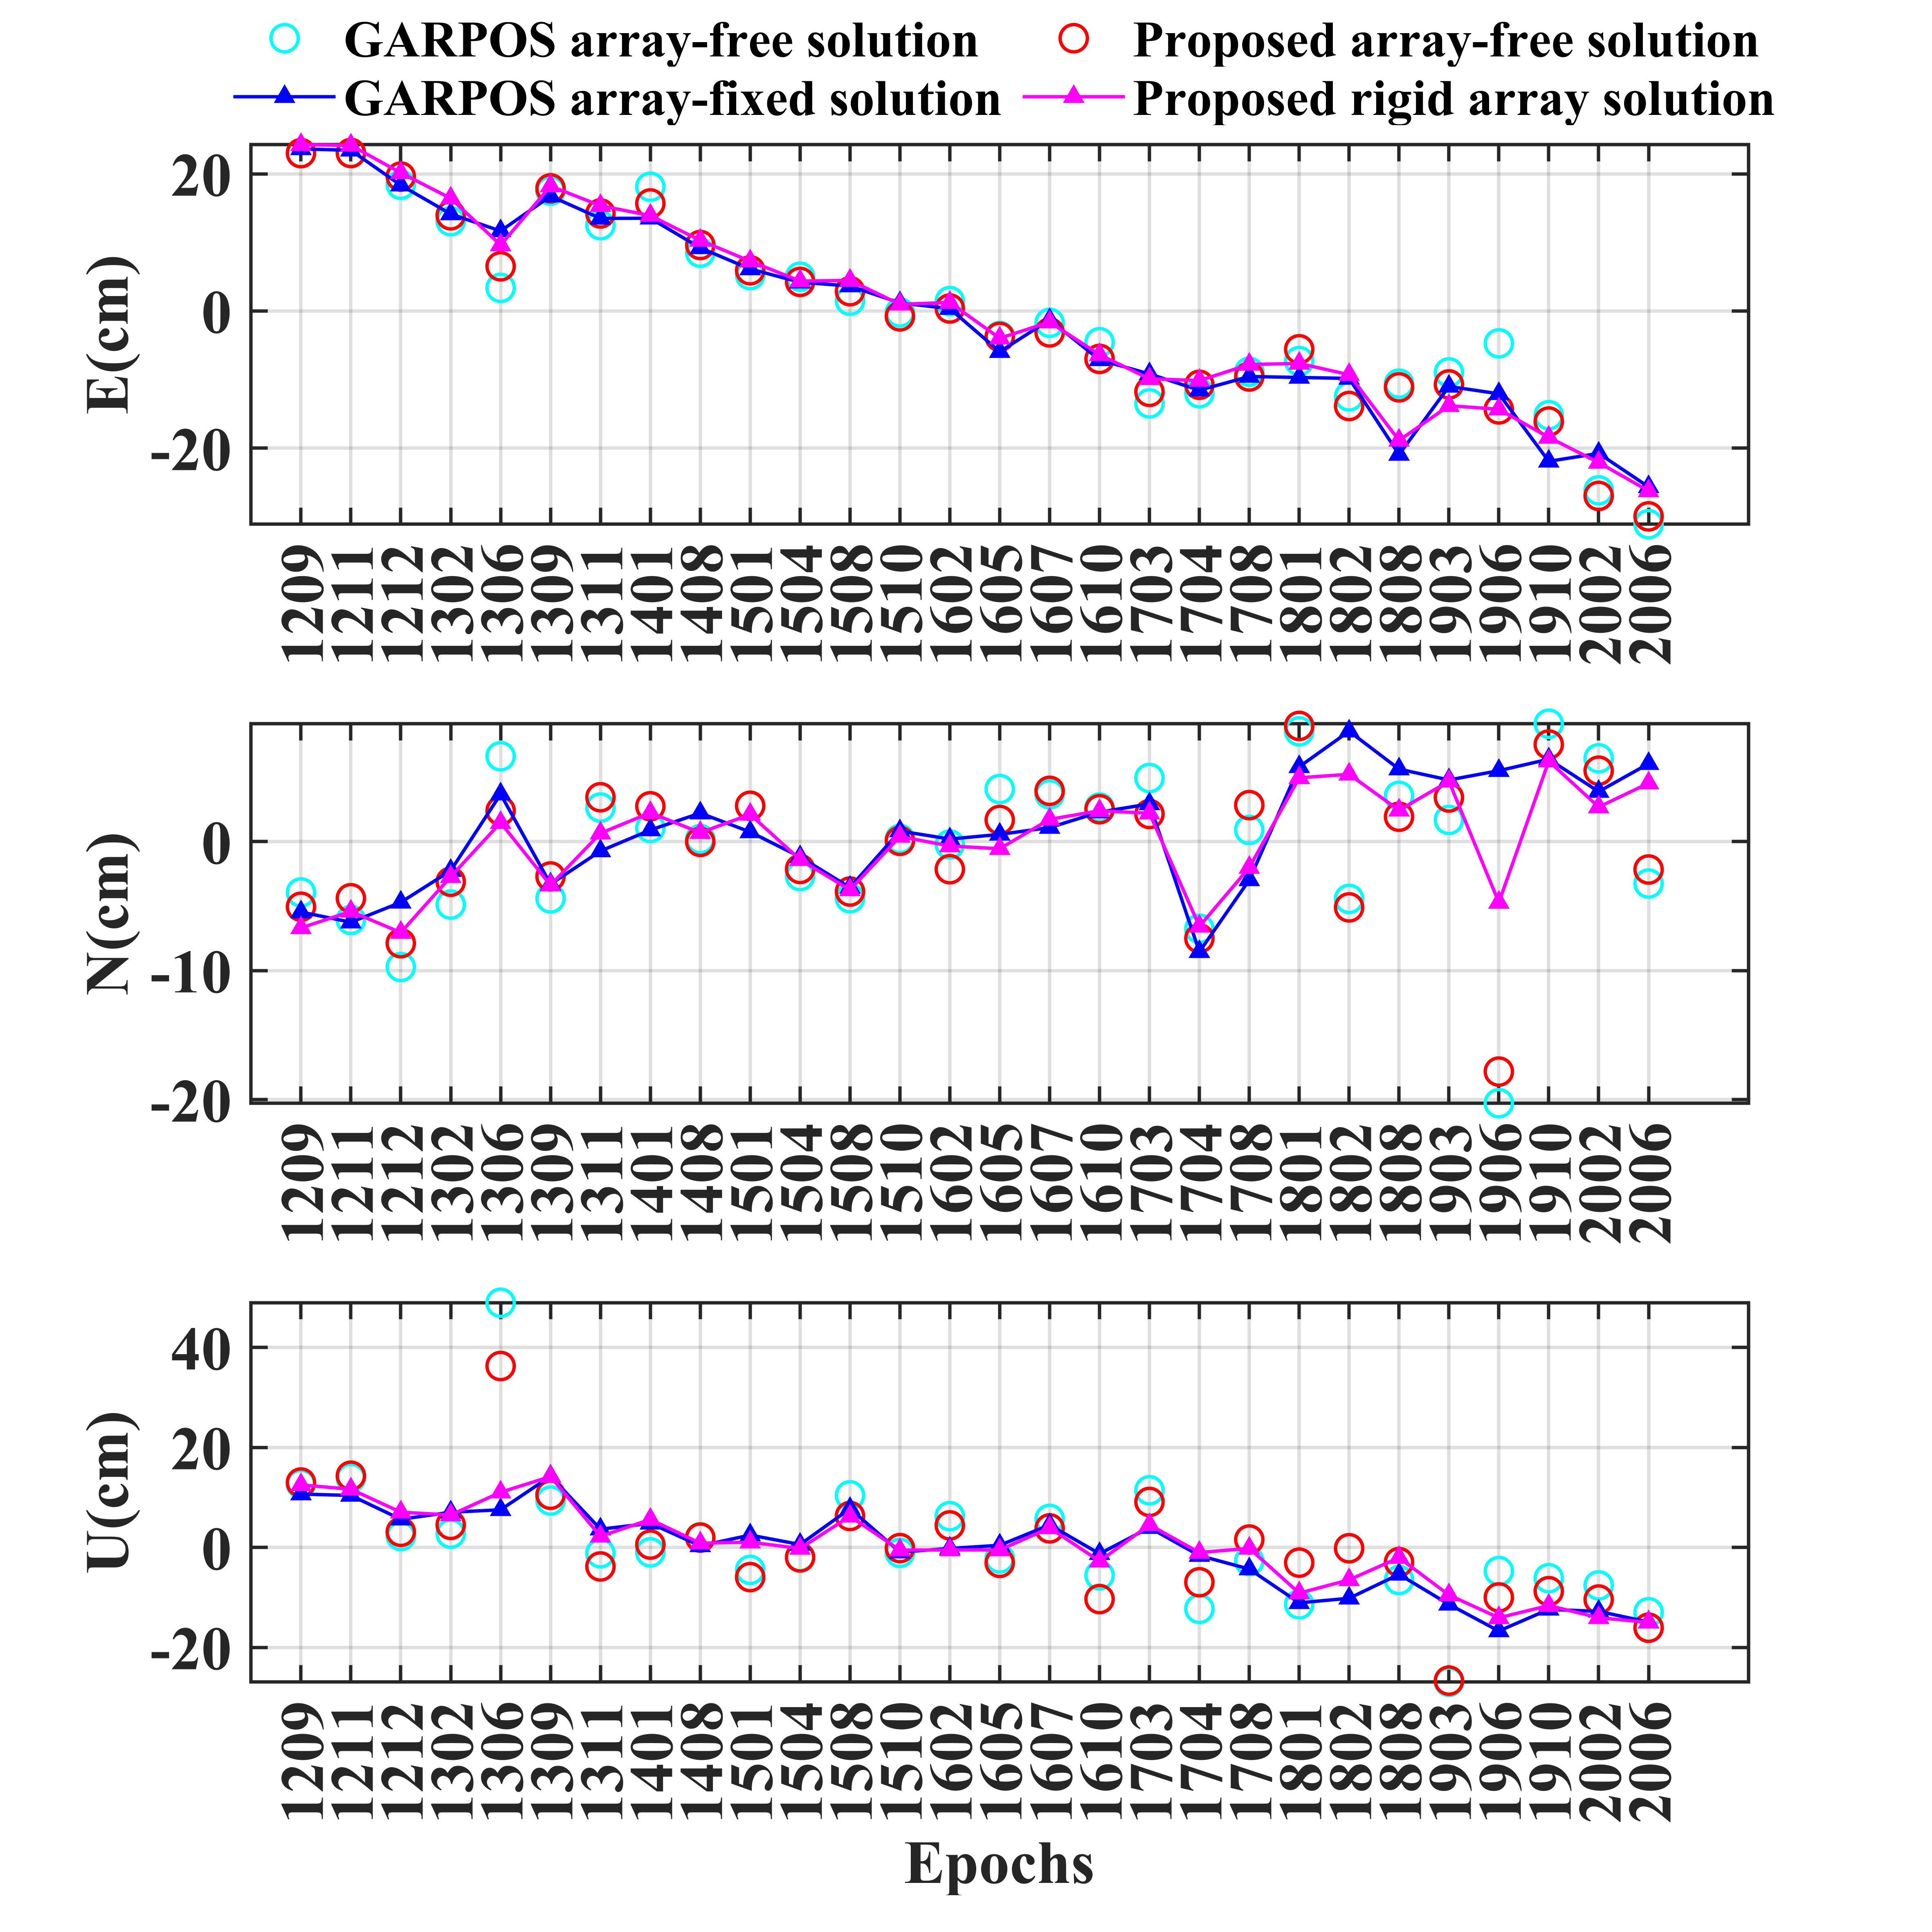 GARPOS array-free solution Proposed array-free solution
GARPOS array-fixed solution Proposed rigid array solution
E(cm)
20
0
-20
1209 1211 1212 1302 1306 1309 1311 1401 1408 1501 1504 1508 1510 1602 1605 1607 1610 1703 1704 1708 1801 1802 1808 1903 1906 1910 2002 2006
N(cm)
0
-10
-20
1209 1211 1212 1302 1306 1309 1311 1401 1408 1501 1504 1508 1510 1602 1605 1607 1610 1703 1704 1708 1801 1802 1808 1903 1906 1910 2002 2006
U(cm)
40
20
0
-20
1209 1211 1212 1302 1306 1309 1311 1401 1408 1501 1504 1508 1510 1602 1605 1607 1610 1703 1704 1708 1801 1802 1808 1903 1906 1910 2002 2006
Epochs